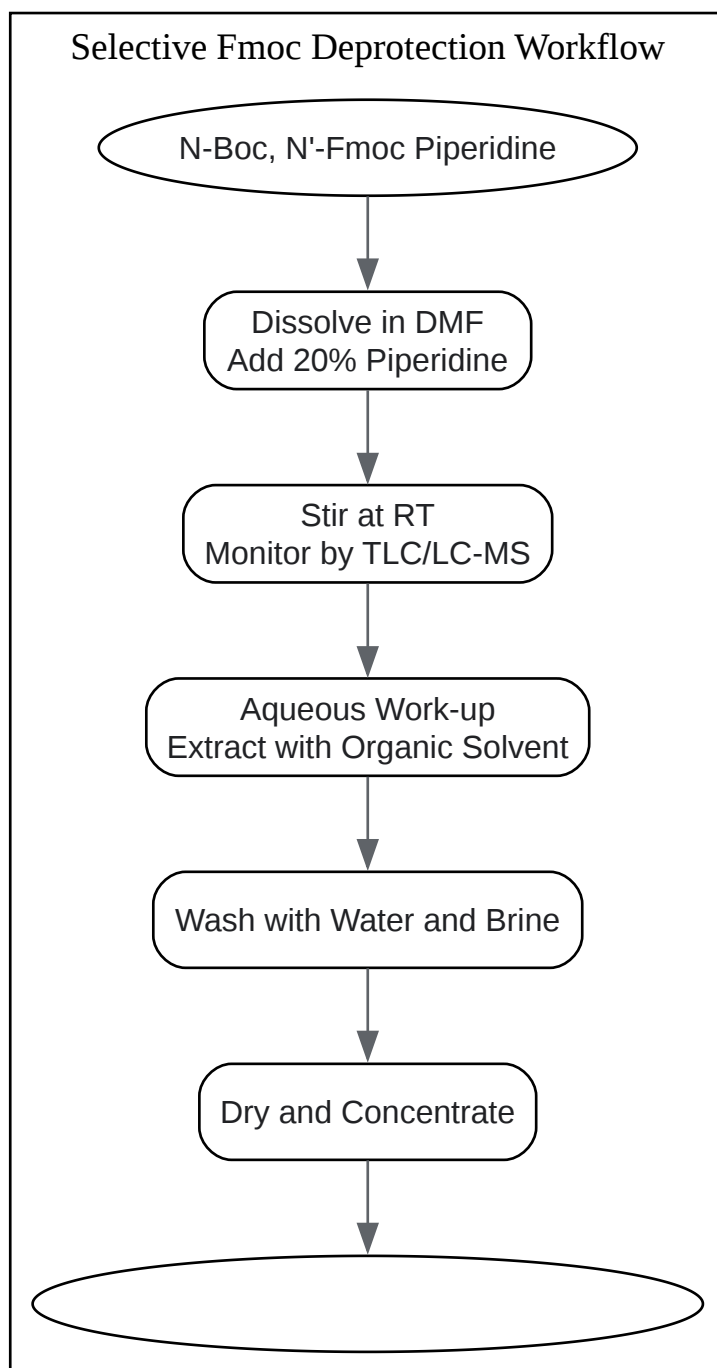 Selective Fmoc Deprotection Workflow
N-Boc, N'-Fmoc Piperidine
Dissolve in DMF
Add 20% Piperidine
Stir at RT
Monitor by TLC/LC-MS
Aqueous Work-up
Extract with Organic Solvent
Wash with Water and Brine
Dry and Concentrate